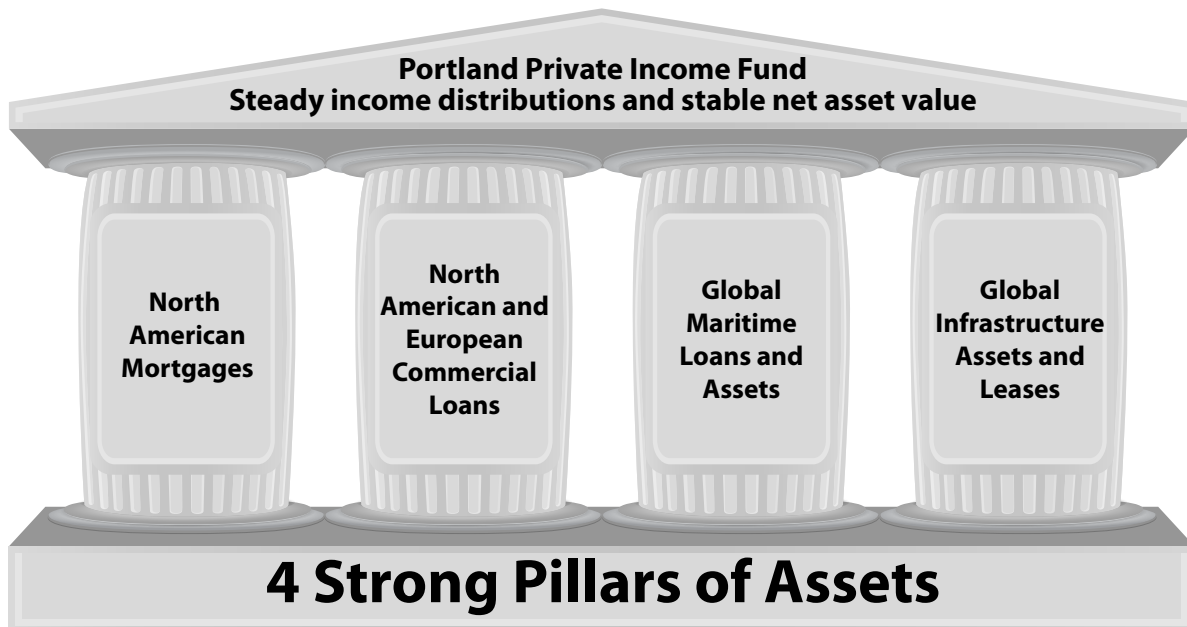 Portland Private Income Fund
Steady income distributions and stable net asset value
North
American
Mortgages
North
American and
European
Commercial
Loans
Global
Maritime
Loans and
Assets
Global
Infrastructure
Assets and
Leases
4 Strong Pillars of Assets